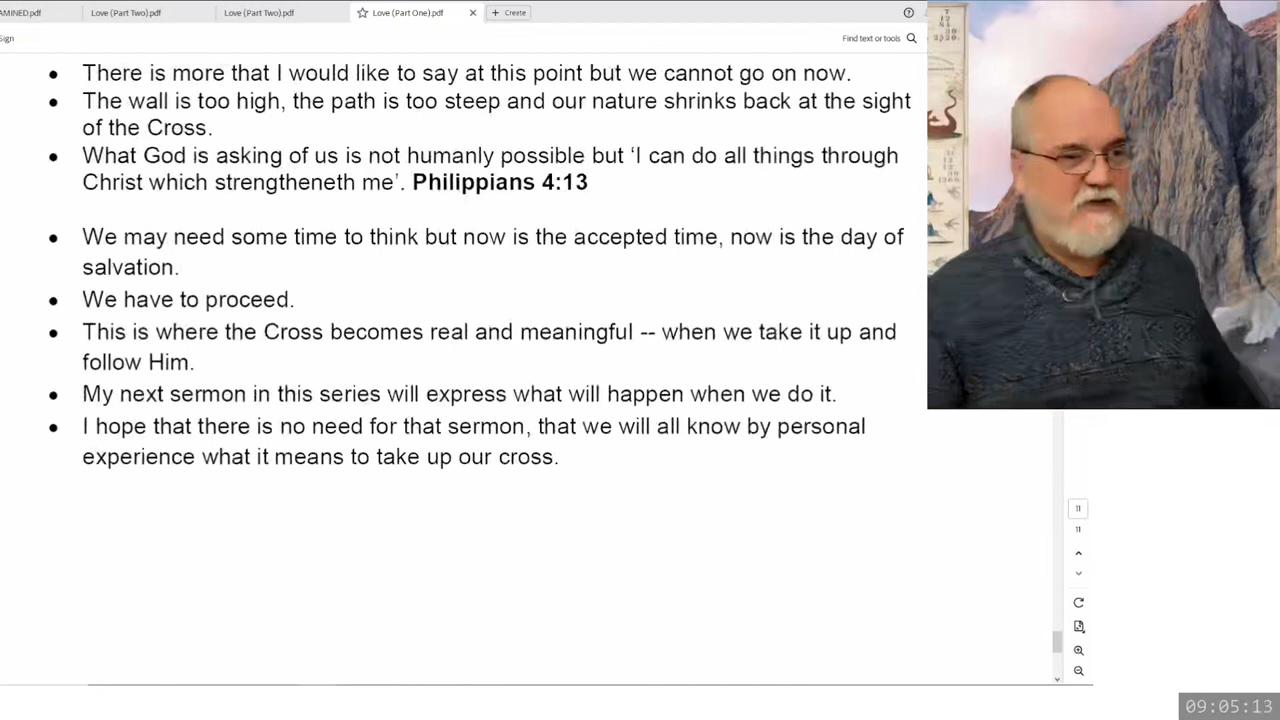 AMINED.pdf
Love (Part Two).pdf
Love (Part Two).pdf
Love (Part One).pdf
Create
Sign
Find text or tools
• There is more that I would like to say at this point but we cannot go on now.
• The wall is too high, the path is too steep and our nature shrinks back at the sight
of the Cross.
• What God is asking of us is not humanly possible but ‘I can do all things through
Christ which strengtheneth me’. Philippians 4:13
• We may need some time to think but now is the accepted time, now is the day of
salvation.
• We have to proceed.
• This is where the Cross becomes real and meaningful -- when we take it up and
follow Him.
• My next sermon in this series will express what will happen when we do it.
• I hope that there is no need for that sermon, that we will all know by personal
experience what it means to take up our cross.
11
11
09:05:13